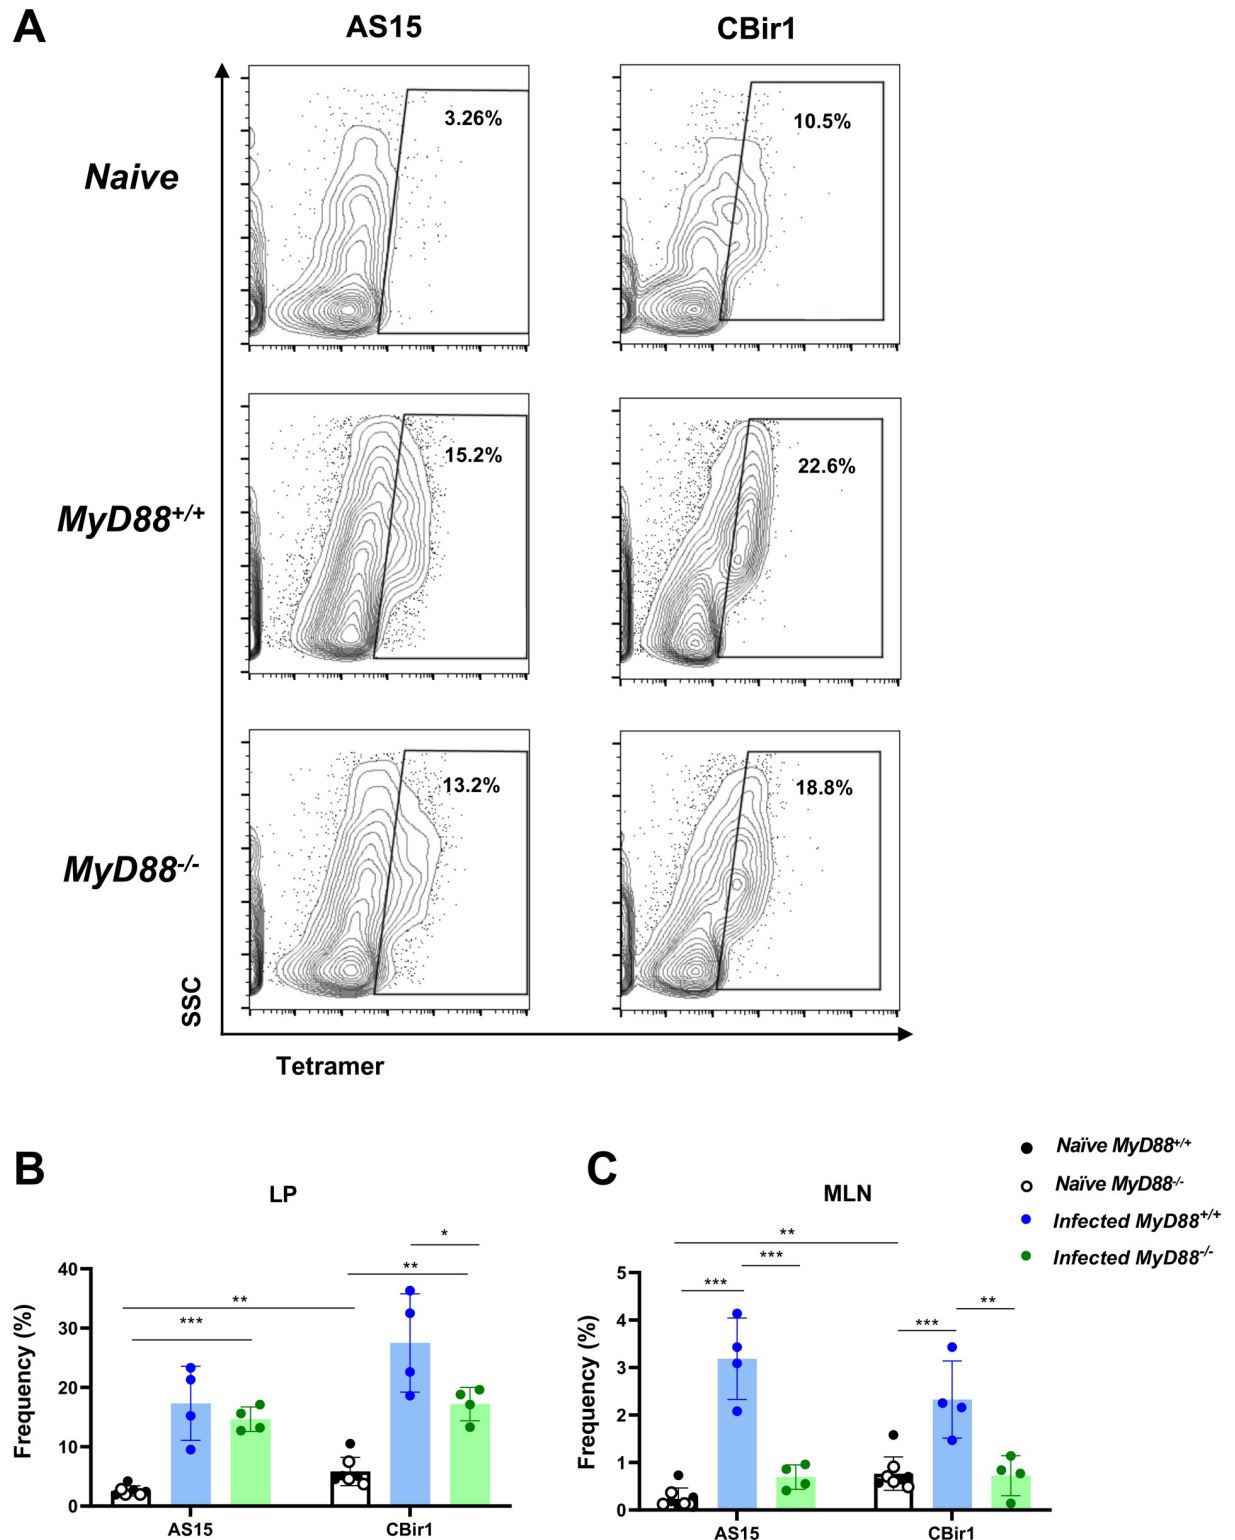 A
AS15
CBir1
Naive
3.26%
10.5%
MyD88+/+
15.2%
22.6%
MyD88-/-
13.2%
18.8%
SSC
Tetramer
B
LP
C
MLN
Naïve MyD88+/+
Naïve MyD88-/-
Infected MyD88+/+
Infected MyD88-/-
Frequency (%)
40
30
20
10
0
*
**
**
***
AS15
CBir1
Frequency (%)
5
4
3
2
1
0
**
***
***
**
***
AS15
CBir1